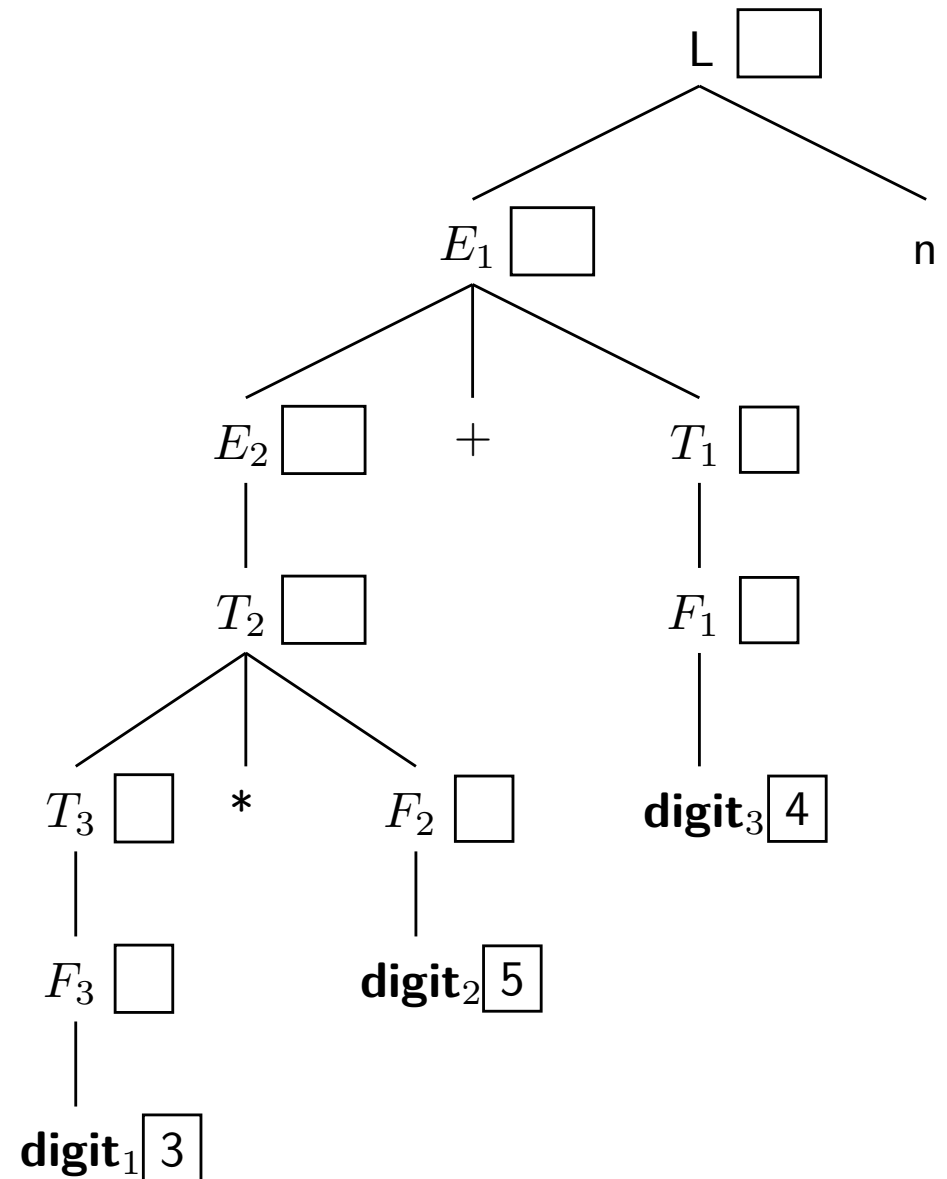 L
E₁ n
E₂ + T₁
T₂ F₁
T₃ * F₂ digit₃ 4
F₃ digit₂ 5
digit₁ 3